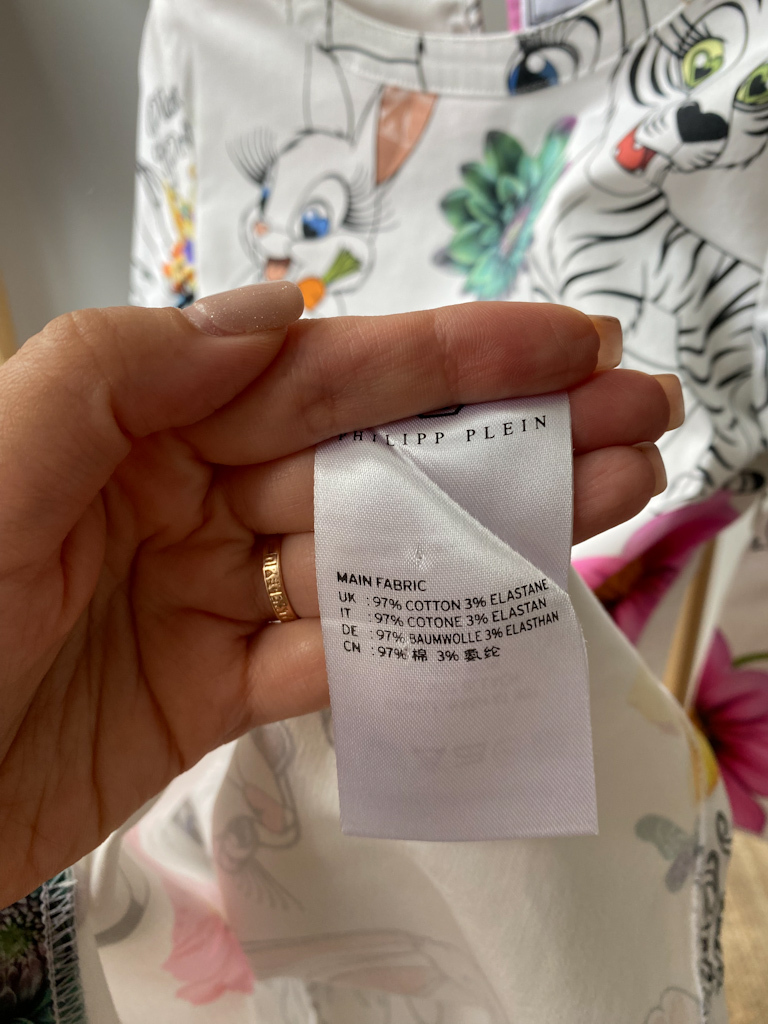 PHILIPP PLEIN
MAIN FABRIC
UK : 97% COTTON 3% ELASTANE
IT : 97% COTONE 3% ELASTAN
DE : 97% BAUMWOLLE 3% ELASTHAN
CN : 97% 棉 3% 氨纶